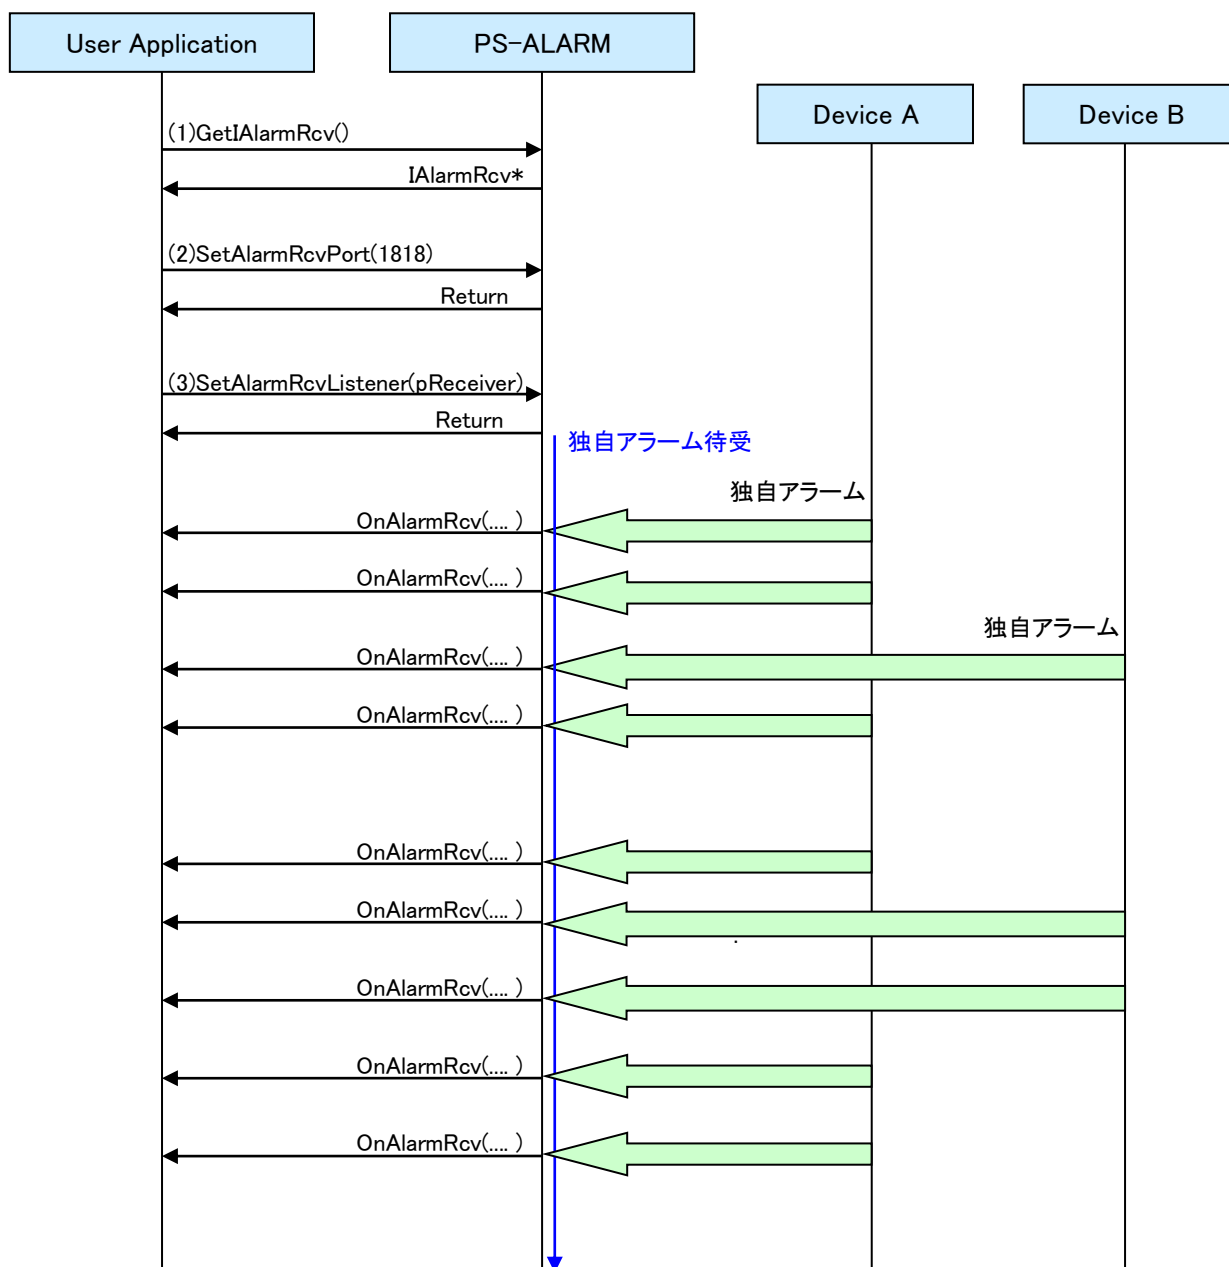 User Application
PS-ALARM
Device A
Device B
(1)GetIAlarmRcv()
IAlarmRcv*
(2)SetAlarmRcvPort(1818)
Return
(3)SetAlarmRcvListener(pReceiver)
Return
独自アラーム待受
独自アラーム
OnAlarmRcv(.... )
OnAlarmRcv(.... )
独自アラーム
OnAlarmRcv(.... )
OnAlarmRcv(.... )
OnAlarmRcv(.... )
OnAlarmRcv(.... )
OnAlarmRcv(.... )
OnAlarmRcv(.... )
OnAlarmRcv(.... )